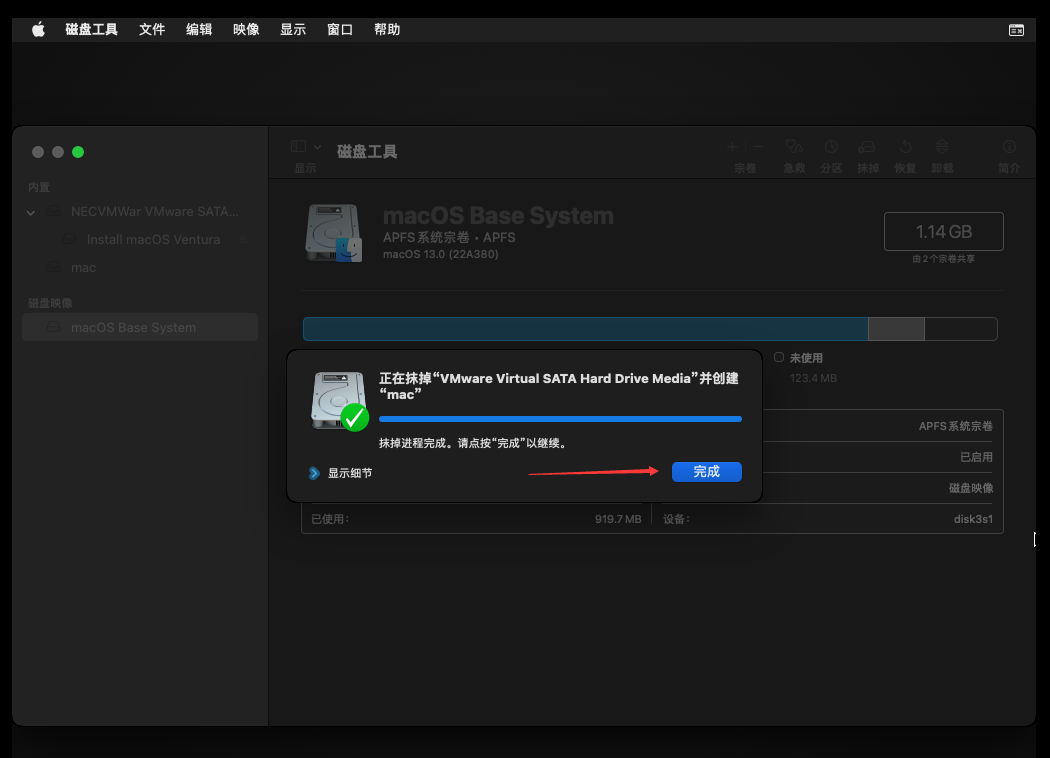 磁盘工具 文件 编辑 映像 显示 窗口 帮助
磁盘工具
显示
宗卷 急救 分区 抹掉 恢复 卸载 简介
内置
NECVMWar VMware SATA...
Install macOS Ventura
mac
磁盘映像
macOS Base System
macOS Base System
APFS系统宗卷 • APFS
macOS 13.0 (22A380)
1.14 GB
由2个宗卷共享
未使用
123.4 MB
正在抹掉“VMware Virtual SATA Hard Drive Media”并创建
“mac”
抹掉进程完成。请点按“完成”以继续。
显示细节
完成
APFS系统宗卷
已启用
磁盘映像
已使用: 919.7 MB 设备: disk3s1